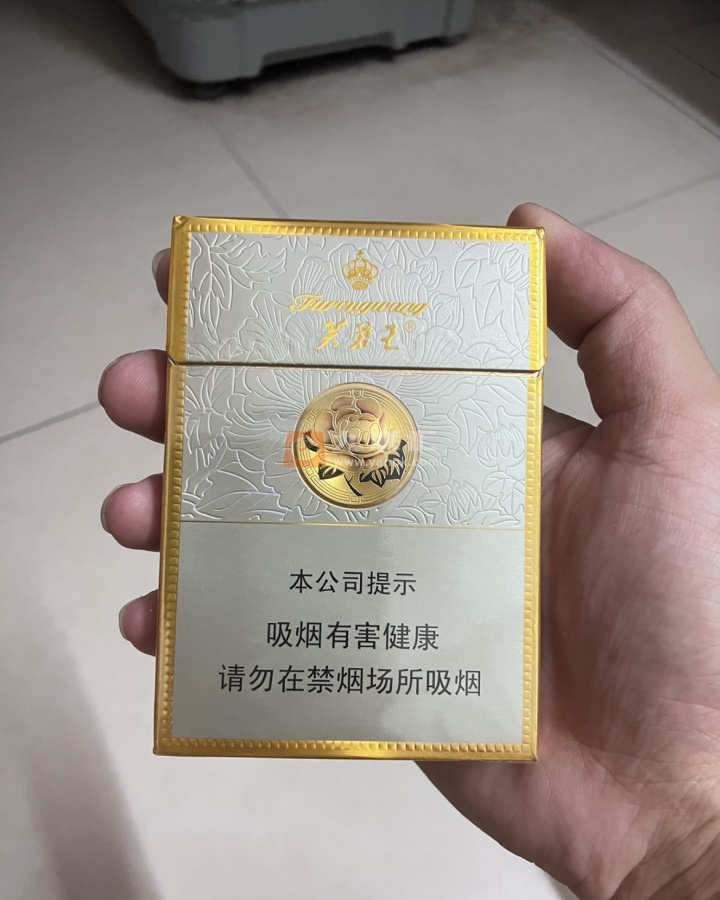 Furongwang
芙蓉王®
本公司提示
吸烟有害健康
请勿在禁烟场所吸烟